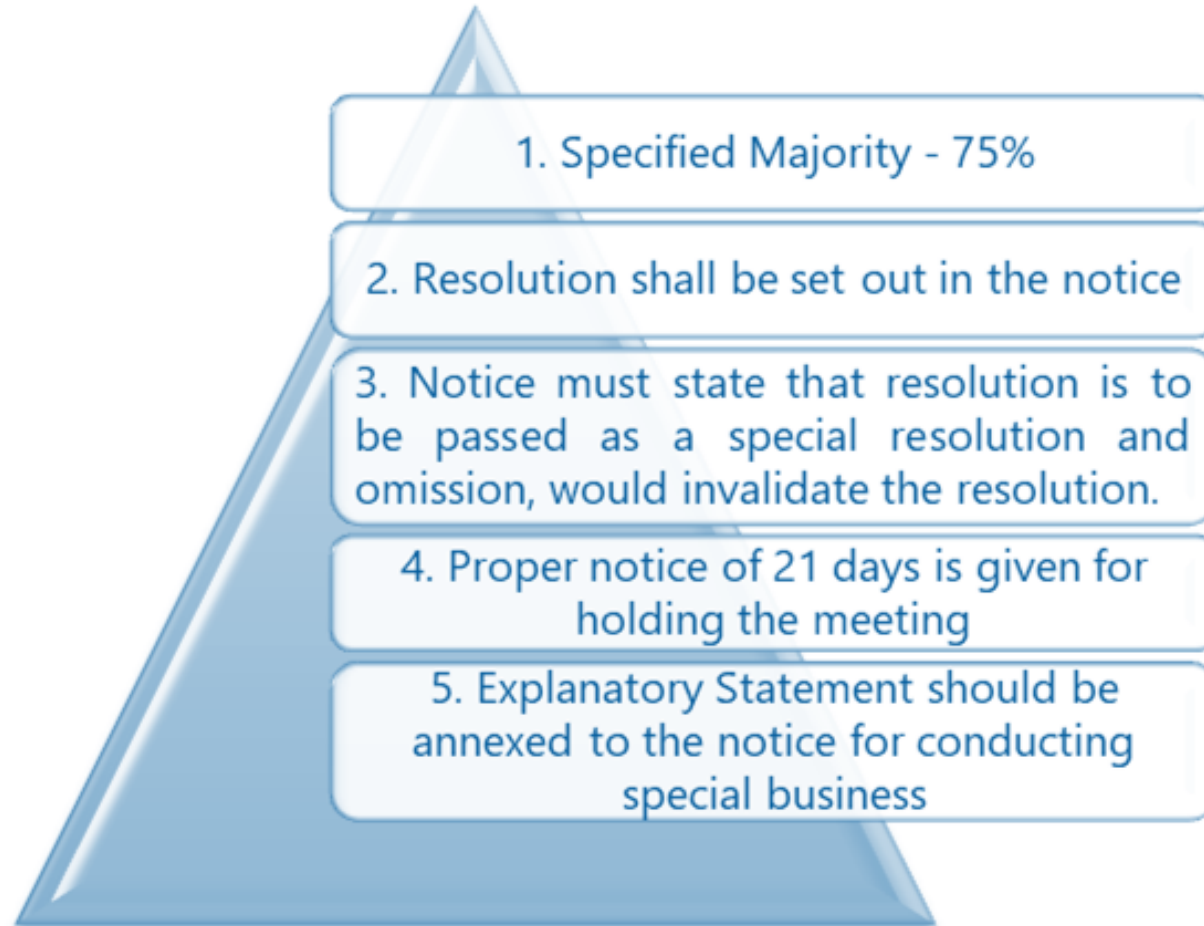 1. Specified Majority - 75%
2. Resolution shall be set out in the notice
3. Notice must state that resolution is to
be passed as a special resolution and
omission, would invalidate the resolution.
4. Proper notice of 21 days is given for
holding the meeting
5. Explanatory Statement should be
annexed to the notice for conducting
special business